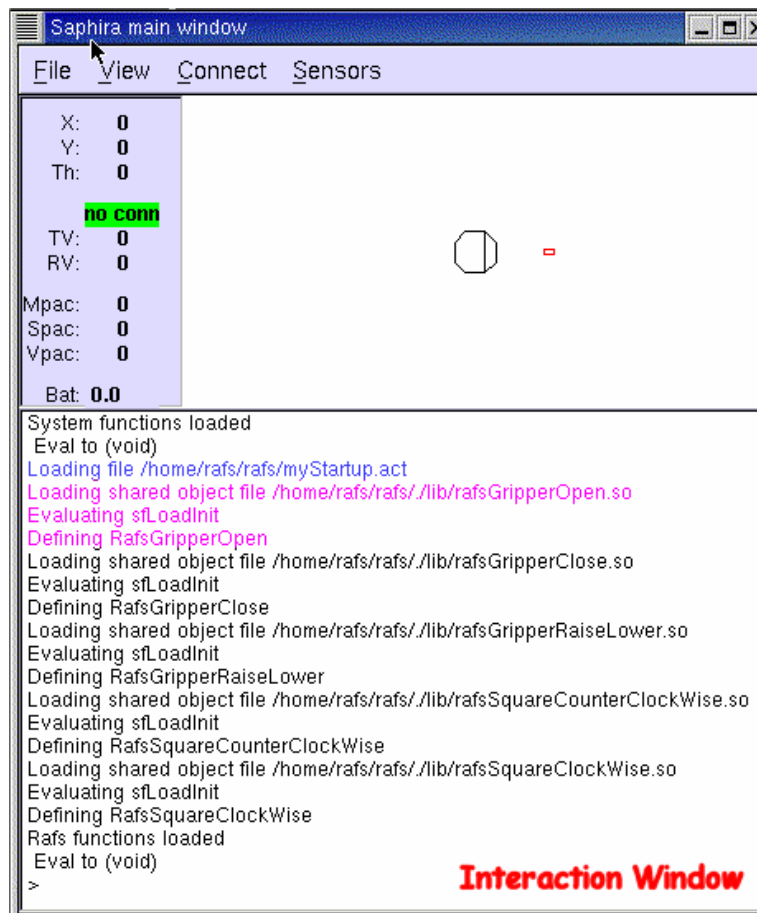 Saphira main window
File View Connect Sensors
X: 0
Y: 0
Th: 0
no conn
TV: 0
RV: 0
Mpac: 0
Spac: 0
Vpac: 0
Bat: 0.0
System functions loaded
Eval to (void)
Loading file /home/rafs/rafs/myStartup.act
Loading shared object file /home/rafs/rafs/./lib/rafsGripperOpen.so
Evaluating sfLoadInit
Defining RafsGripperOpen
Loading shared object file /home/rafs/rafs/./lib/rafsGripperClose.so
Evaluating sfLoadInit
Defining RafsGripperClose
Loading shared object file /home/rafs/rafs/./lib/rafsGripperRaiseLower.so
Evaluating sfLoadInit
Defining RafsGripperRaiseLower
Loading shared object file /home/rafs/rafs/./lib/rafsSquareCounterClockWise.so
Evaluating sfLoadInit
Defining RafsSquareCounterClockWise
Loading shared object file /home/rafs/rafs/./lib/rafsSquareClockWise.so
Evaluating sfLoadInit
Defining RafsSquareClockWise
Rafs functions loaded
Eval to (void)
>
Interaction Window